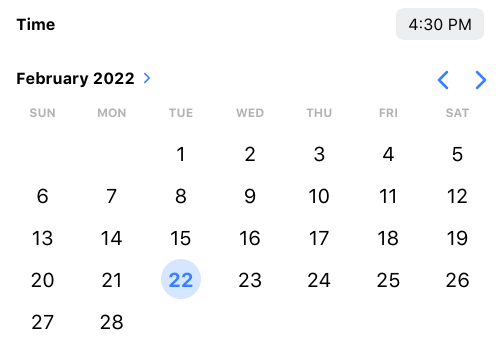 Time 4:30 PM
February 2022
SUN MON TUE WED THU FRI SAT
1 2 3 4 5
6 7 8 9 10 11 12
13 14 15 16 17 18 19
20 21 22 23 24 25 26
27 28